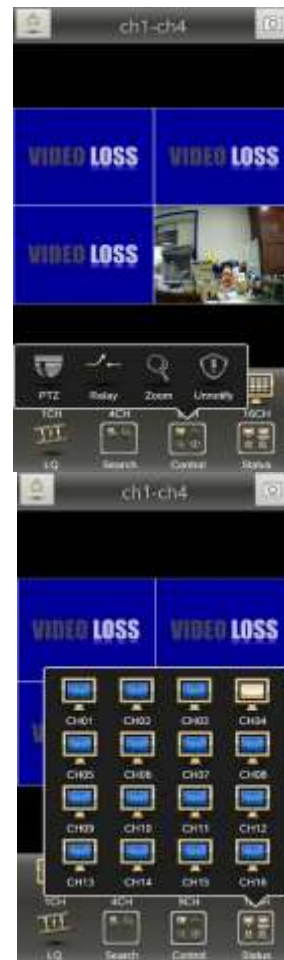 ch1-ch4
VIDEO LOSS VIDEO LOSS
VIDEO LOSS
PTZ Relay Zoom Unnotify
1CH 4CH 16CH
LQ Search Control Status
ch1-ch4
VIDEO LOSS VIDEO LOSS
CH01 CH02 CH03 CH04
CH05 CH06 CH07 CH08
CH09 CH10 CH11 CH12
CH13 CH14 CH15 CH16
1CH 4CH 9CH
LQ Search Control Status